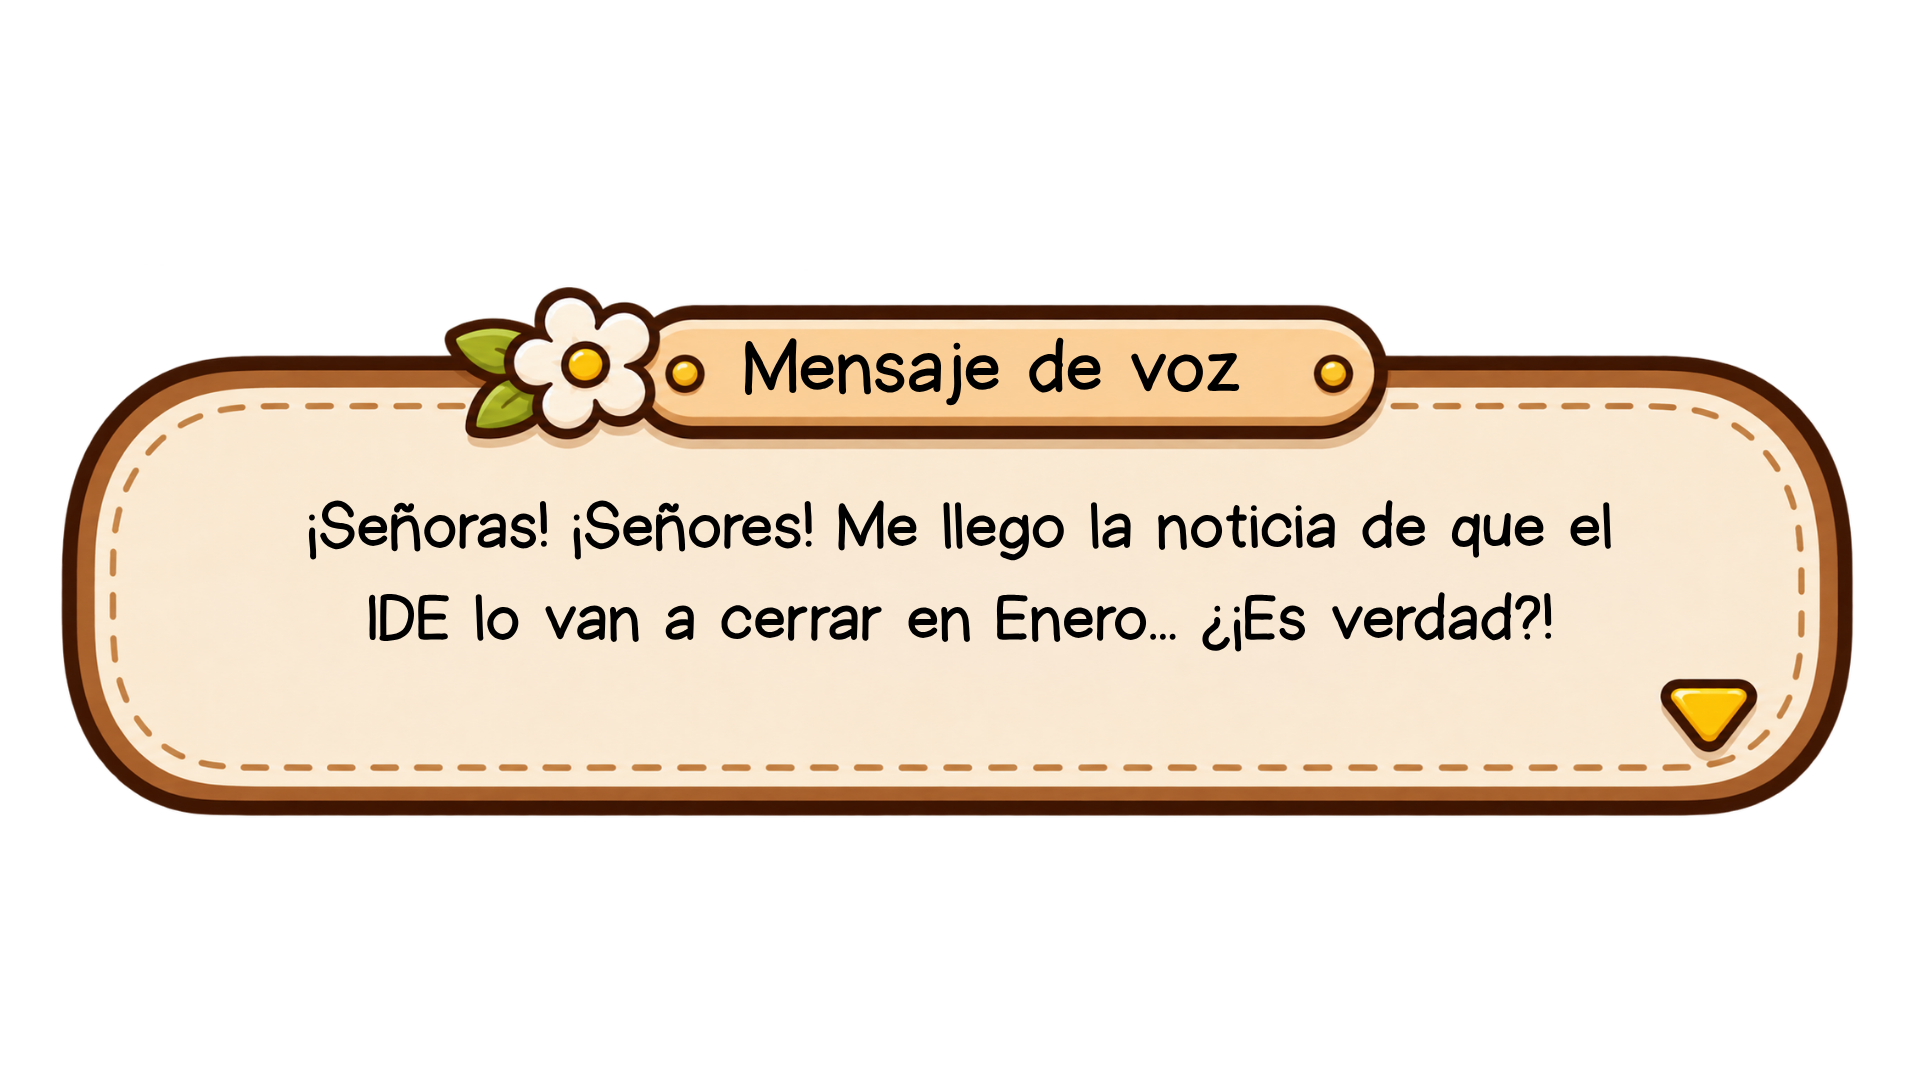 Mensaje de voz
¡Señoras! ¡Señores! Me llego la noticia de que el
IDE lo van a cerrar en Enero... ¿¡Es verdad?!